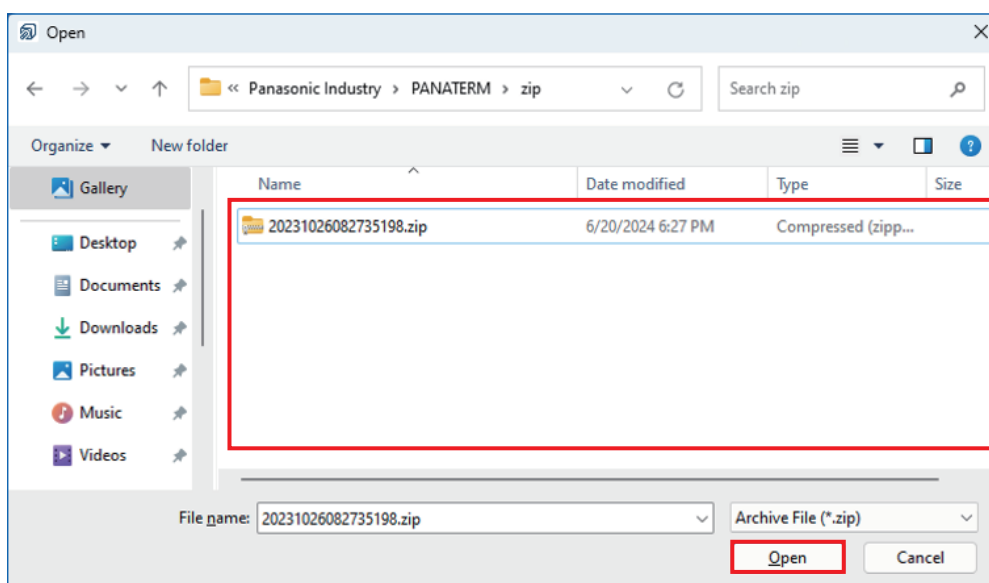 Open
« Panasonic Industry > PANATERM > zip
Search zip
Organize
New folder
Gallery
Name
Date modified
Type
Size
20231026082735198.zip
6/20/2024 6:27 PM
Compressed (zipp...
Desktop
Documents
Downloads
Pictures
Music
Videos
File name:
20231026082735198.zip
Archive File (*.zip)
Open
Cancel